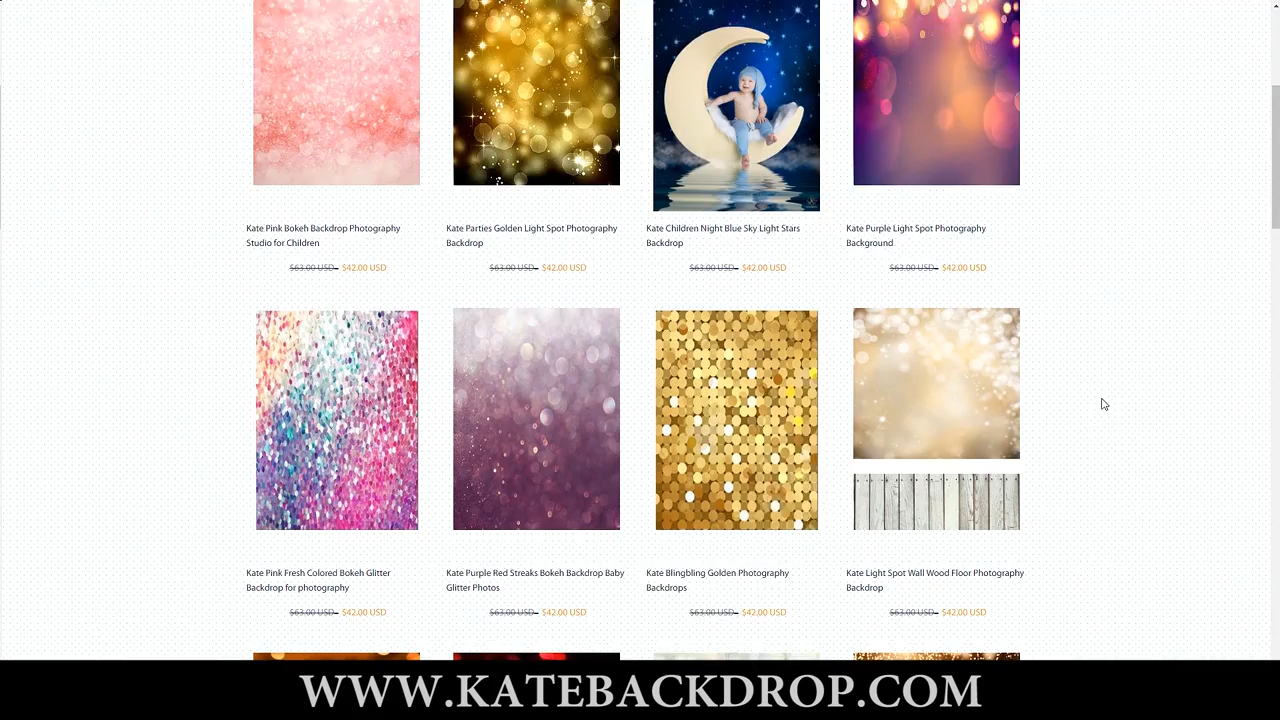 Kate Pink Bokeh Backdrop Photography
Studio for Children
$63.00 USD $42.00 USD
Kate Parties Golden Light Spot Photography
Backdrop
$63.00 USD $42.00 USD
Kate Children Night Blue Sky Light Stars
Backdrop
$63.00 USD $42.00 USD
Kate Purple Light Spot Photography
Background
$63.00 USD $42.00 USD
Kate Pink Fresh Colored Bokeh Glitter
Backdrop for photography
$63.00 USD $42.00 USD
Kate Purple Red Streaks Bokeh Backdrop Baby
Glitter Photos
$63.00 USD $42.00 USD
Kate Blingbling Golden Photography
Backdrops
$63.00 USD $42.00 USD
Kate Light Spot Wall Wood Floor Photography
Backdrop
$63.00 USD $42.00 USD
WWW.KATEBACKDROP.COM